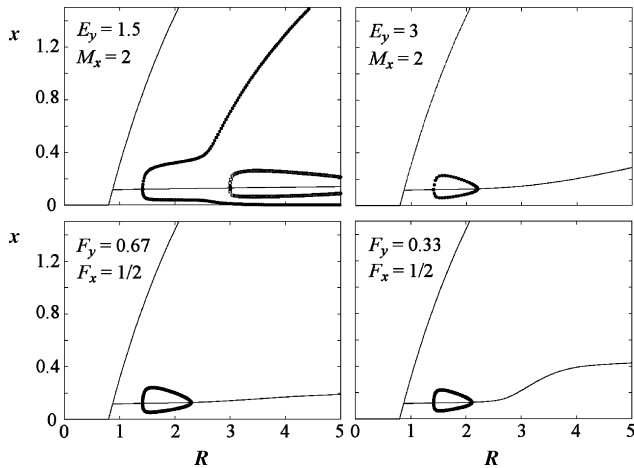 x
1.2
0.8
0.4
0
E_y = 1.5
M_x = 2
E_y = 3
M_x = 2
x
1.2
0.8
0.4
0
F_y = 0.67
F_x = 1/2
F_y = 0.33
F_x = 1/2
0 1 2 3 4 5
0 1 2 3 4 5
R
R